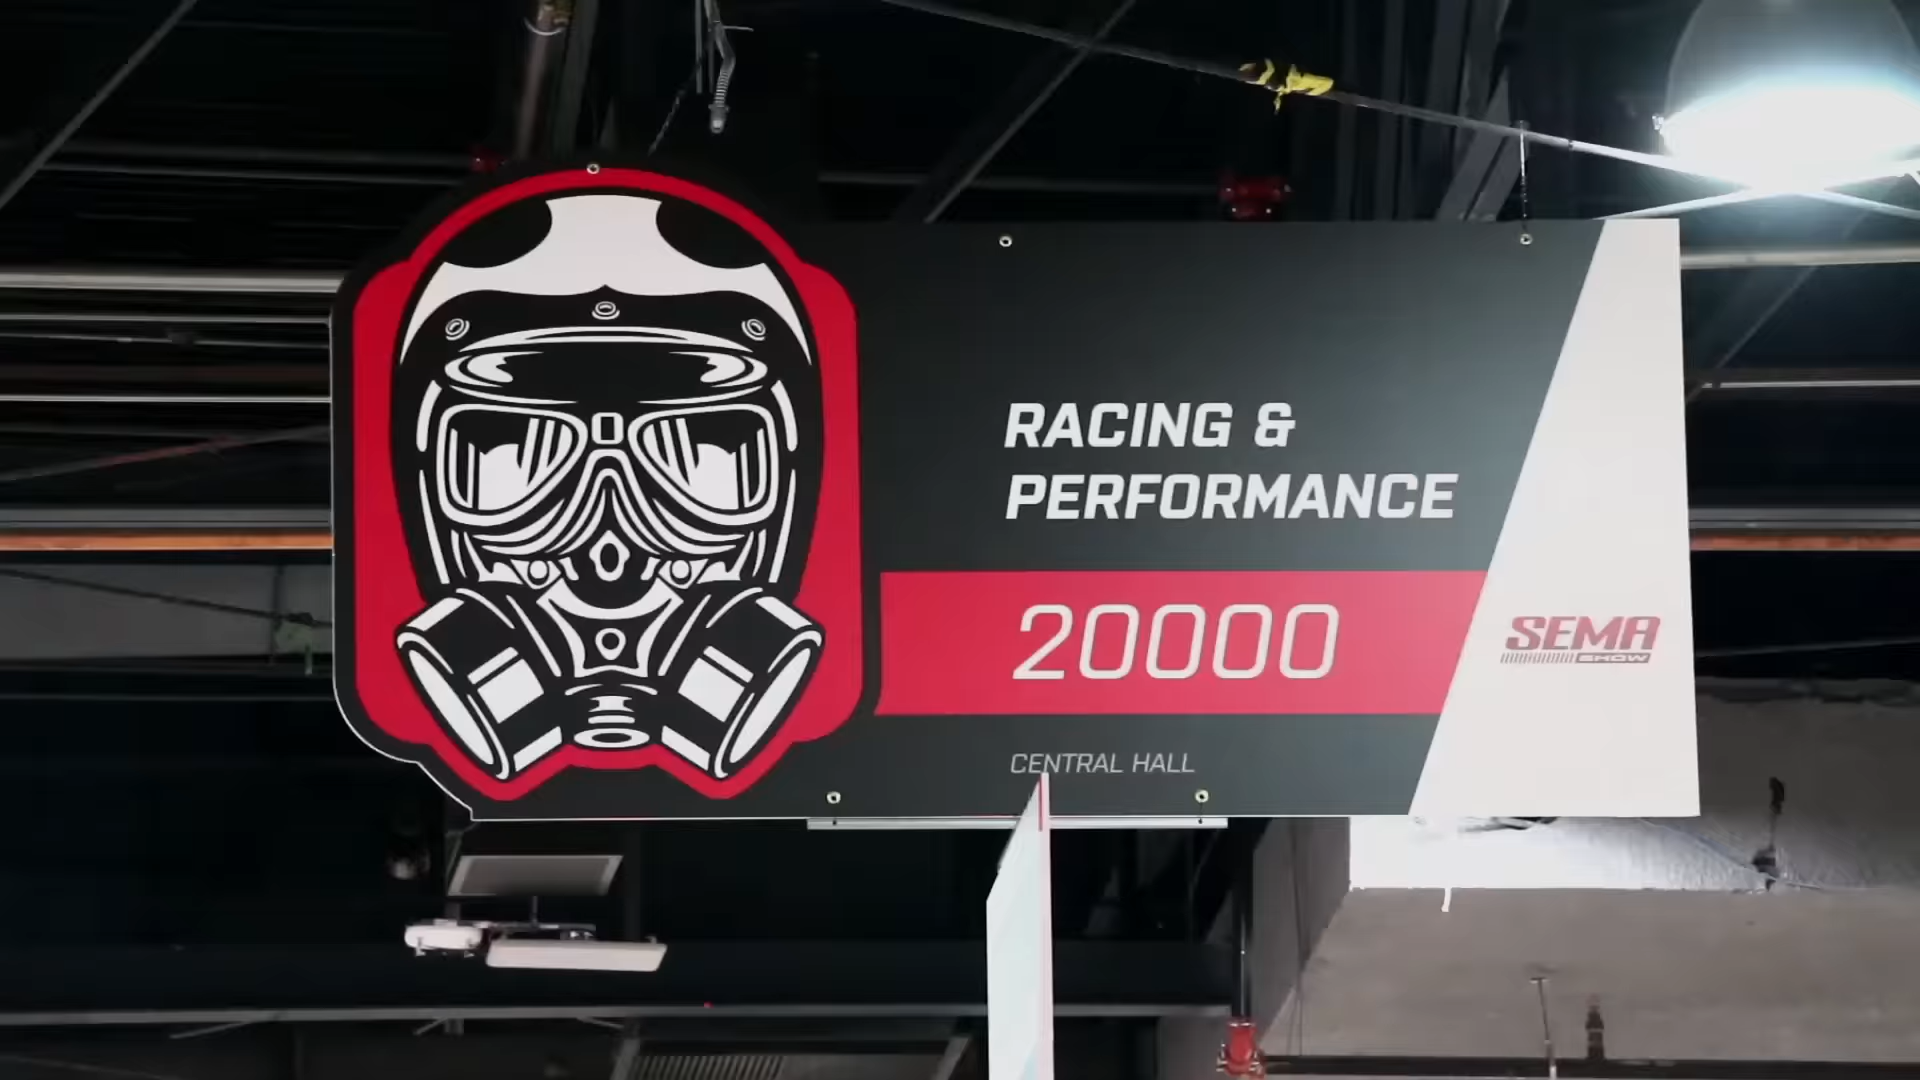 RACING &
PERFORMANCE
20000
SEMA
SHOW
CENTRAL HALL